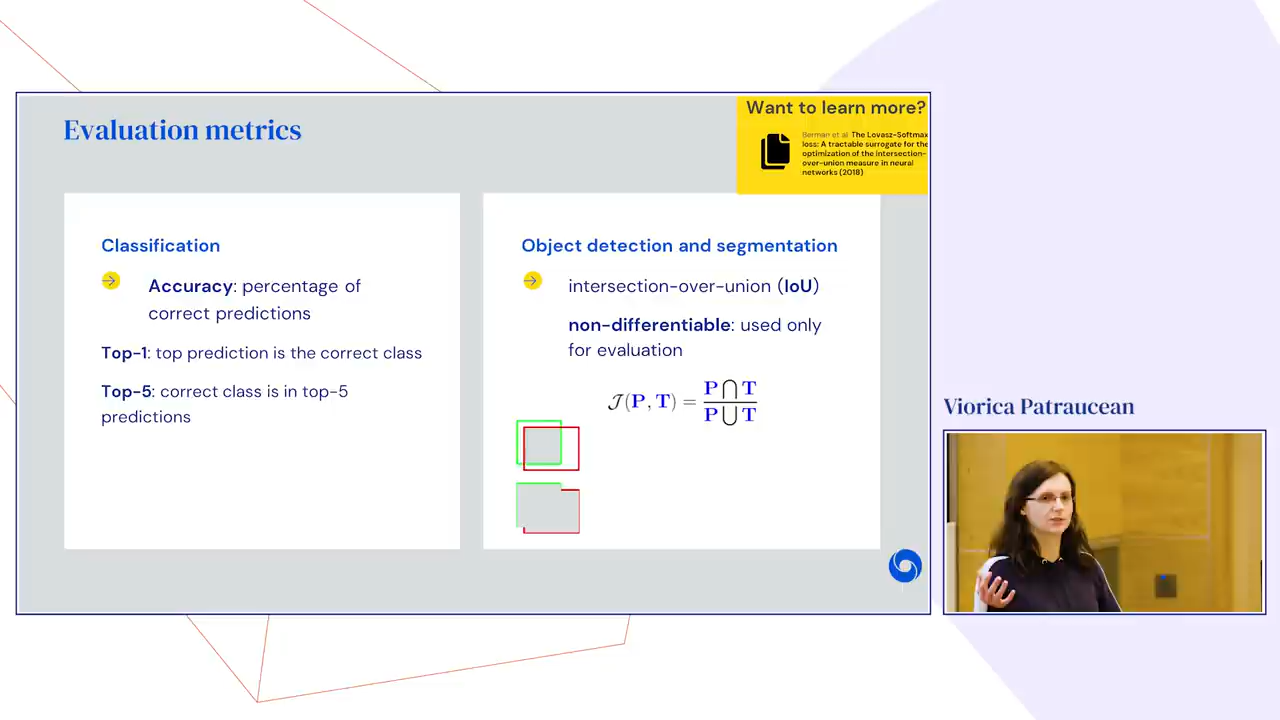 Evaluation metrics
Want to learn more?
Berman et al The Lovasz-Softmax
loss: A tractable surrogate for the
optimization of the intersection-
over-union measure in neural
networks (2018)
Classification
Accuracy: percentage of
correct predictions
Top-1: top prediction is the correct class
Top-5: correct class is in top-5
predictions
Object detection and segmentation
intersection-over-union (IoU)
non-differentiable: used only
for evaluation
𝒥(P, T) = P ⋂ T / P ⋃ T
Viorica Patraucean